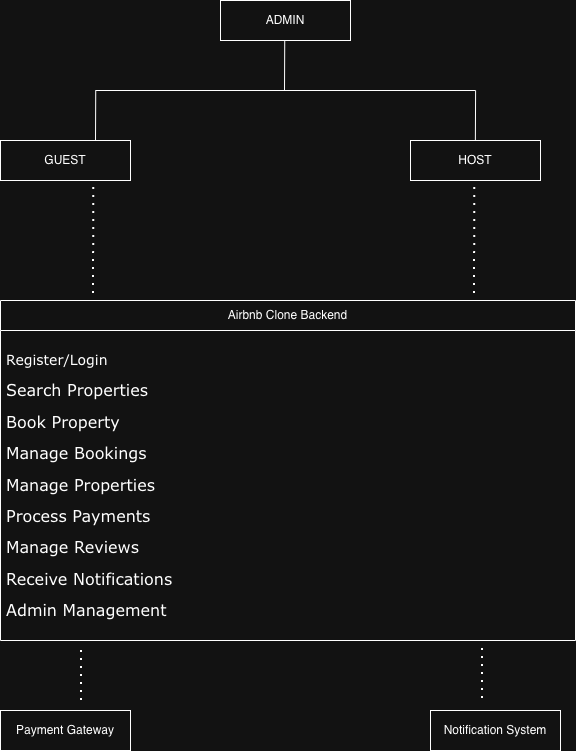 ADMIN
GUEST
HOST
Airbnb Clone Backend
Register/Login
Search Properties
Book Property
Manage Bookings
Manage Properties
Process Payments
Manage Reviews
Receive Notifications
Admin Management
Payment Gateway
Notification System